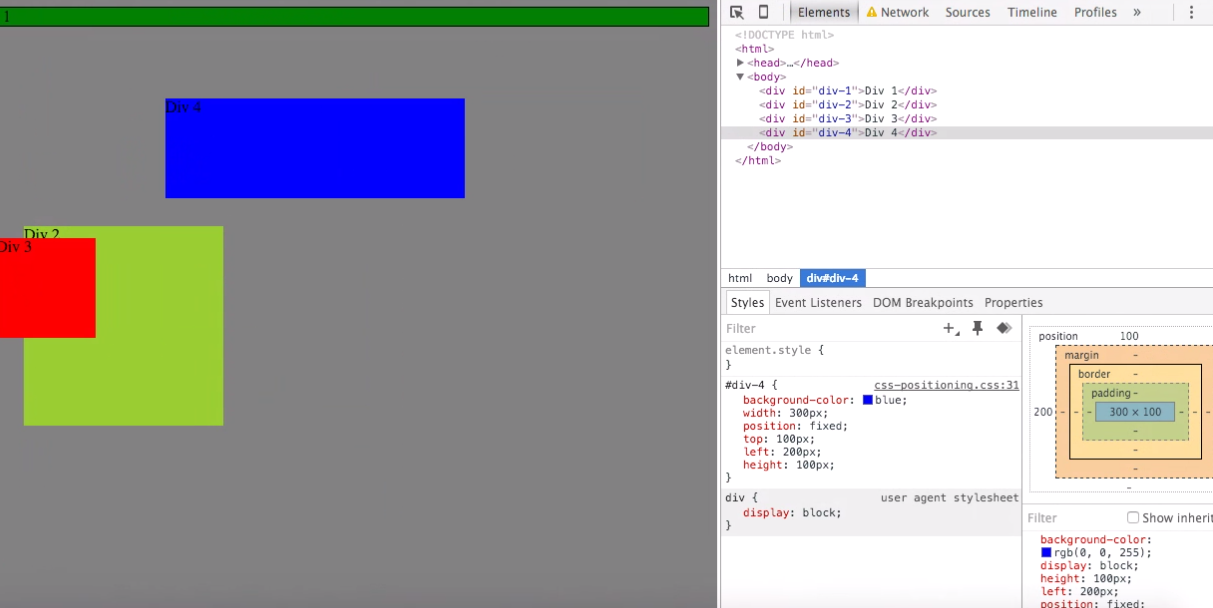 1
Div 4
Div 2
Div 3
Elements Network Sources Timeline Profiles »
<!DOCTYPE html>
<html>
<head>…</head>
<body>
<div id="div-1">Div 1</div>
<div id="div-2">Div 2</div>
<div id="div-3">Div 3</div>
<div id="div-4">Div 4</div>
</body>
</html>
html body div#div-4
Styles Event Listeners DOM Breakpoints Properties
Filter
element.style {
}
#div-4 { css-positioning.css:31
background-color: blue;
width: 300px;
position: fixed;
top: 100px;
left: 200px;
height: 100px;
}
div { user agent stylesheet
display: block;
}
position 100
margin -
border -
padding -
200 - - - 300 × 100 - - -
-
-
-
-
Filter Show inherit
background-color:
rgb(0, 0, 255);
display: block;
height: 100px;
left: 200px;
position: fixed;